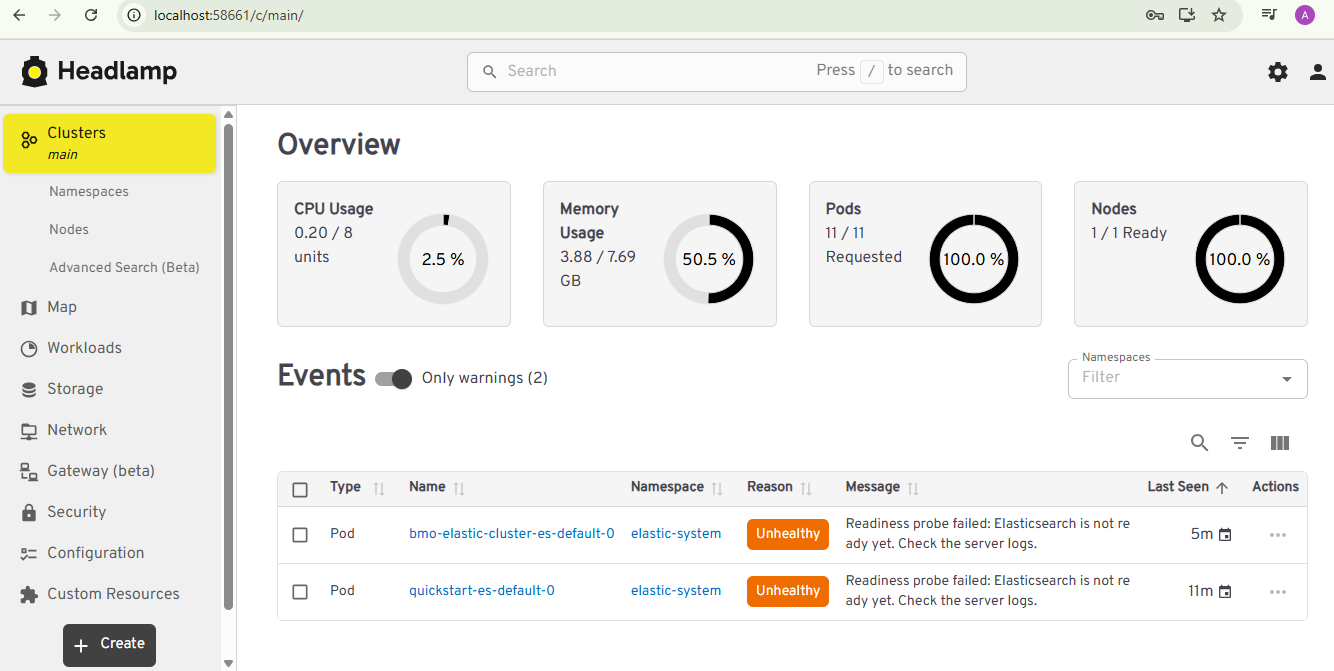 localhost:58661/c/main/
A
Headlamp
Search
Press / to search
Clusters
main
Namespaces
Nodes
Advanced Search (Beta)
Map
Workloads
Storage
Network
Gateway (beta)
Security
Configuration
Custom Resources
+ Create
Overview
CPU Usage
0.20 / 8
units
2.5 %
Memory
Usage
3.88 / 7.69
GB
50.5 %
Pods
11 / 11
Requested
100.0 %
Nodes
1 / 1 Ready
100.0 %
Events Only warnings (2)
Namespaces
Filter
Type Name Namespace Reason Message Last Seen Actions
Pod bmo-elastic-cluster-es-default-0 elastic-system Unhealthy Readiness probe failed: Elasticsearch is not re
ady yet. Check the server logs. 5m
Pod quickstart-es-default-0 elastic-system Unhealthy Readiness probe failed: Elasticsearch is not re
ady yet. Check the server logs. 11m